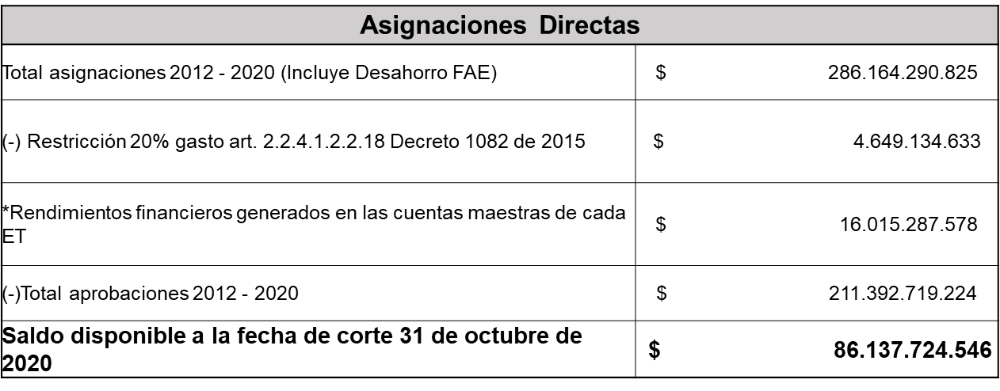 Asignaciones Directas
Total asignaciones 2012 - 2020 (Incluye Desahorro FAE) $ 286.164.290.825
(-) Restricción 20% gasto art. 2.2.4.1.2.2.18 Decreto 1082 de 2015 $ 4.649.134.633
*Rendimientos financieros generados en las cuentas maestras de cada
ET $ 16.015.287.578
(-)Total aprobaciones 2012 - 2020 $ 211.392.719.224
Saldo disponible a la fecha de corte 31 de octubre de
2020 $ 86.137.724.546